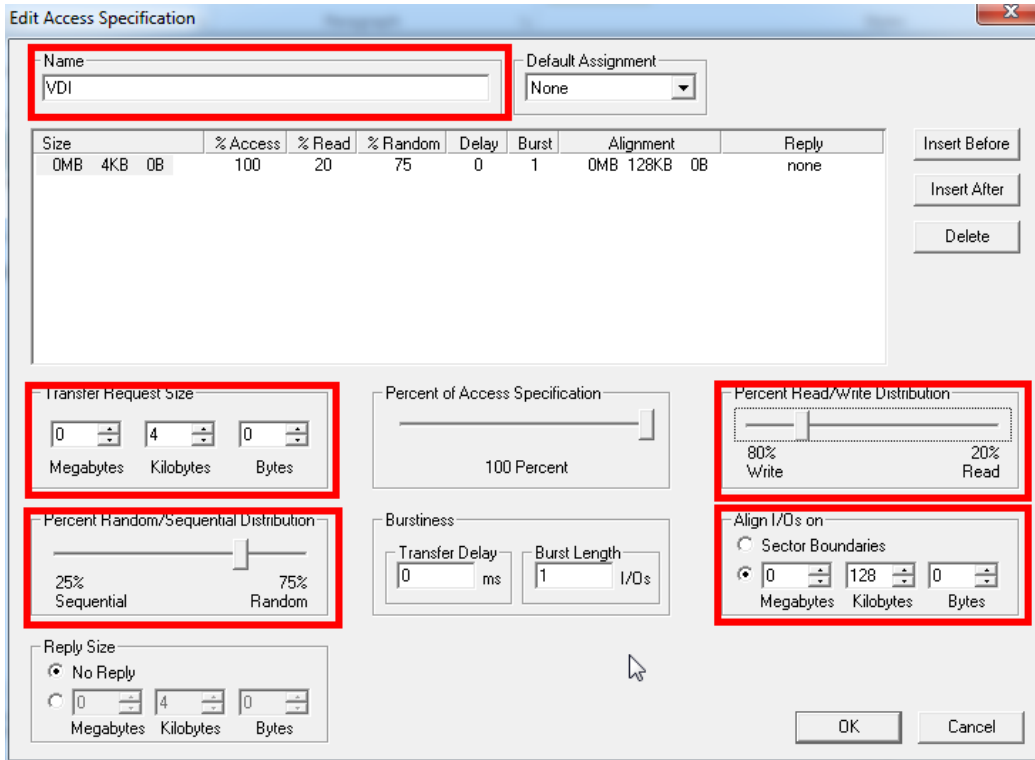 Edit Access Specification
Name
VDI
Default Assignment
None
Size % Access % Read % Random Delay Burst Alignment Reply
0MB 4KB 0B 100 20 75 0 1 0MB 128KB 0B none
Insert Before
Insert After
Delete
Transfer Request Size
0 4 0
Megabytes Kilobytes Bytes
Percent of Access Specification
100 Percent
Percent Read/Write Distribution
80% 20%
Write Read
Percent Random/Sequential Distribution
25% 75%
Sequential Random
Burstiness
Transfer Delay
0 ms
Burst Length
1 I/Os
Align I/Os on
Sector Boundaries
0 128 0
Megabytes Kilobytes Bytes
Reply Size
No Reply
0 4 0
Megabytes Kilobytes Bytes
OK Cancel